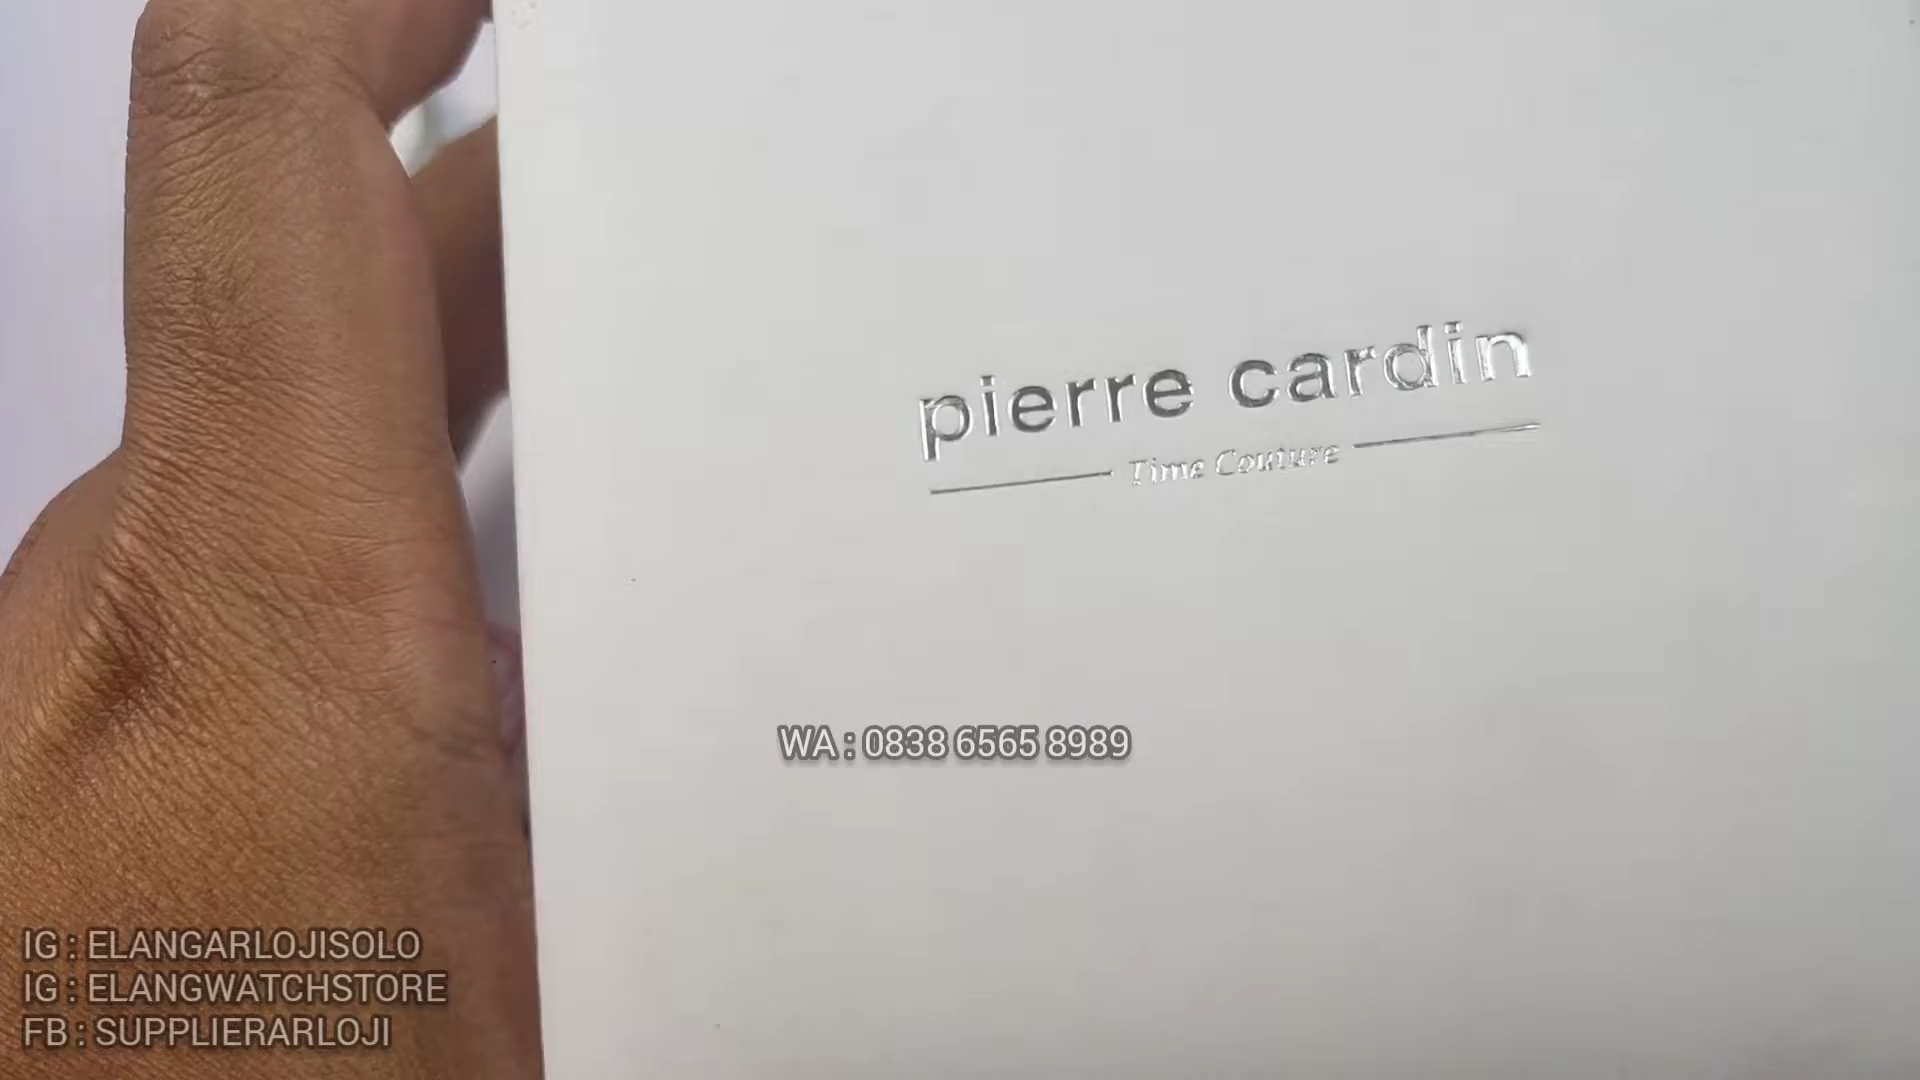 pierre cardin
Time Couture
WA : 0838 6565 8989
IG : ELANGARLOJISOLO
IG : ELANGWATCHSTORE
FB : SUPPLIERARLOJI